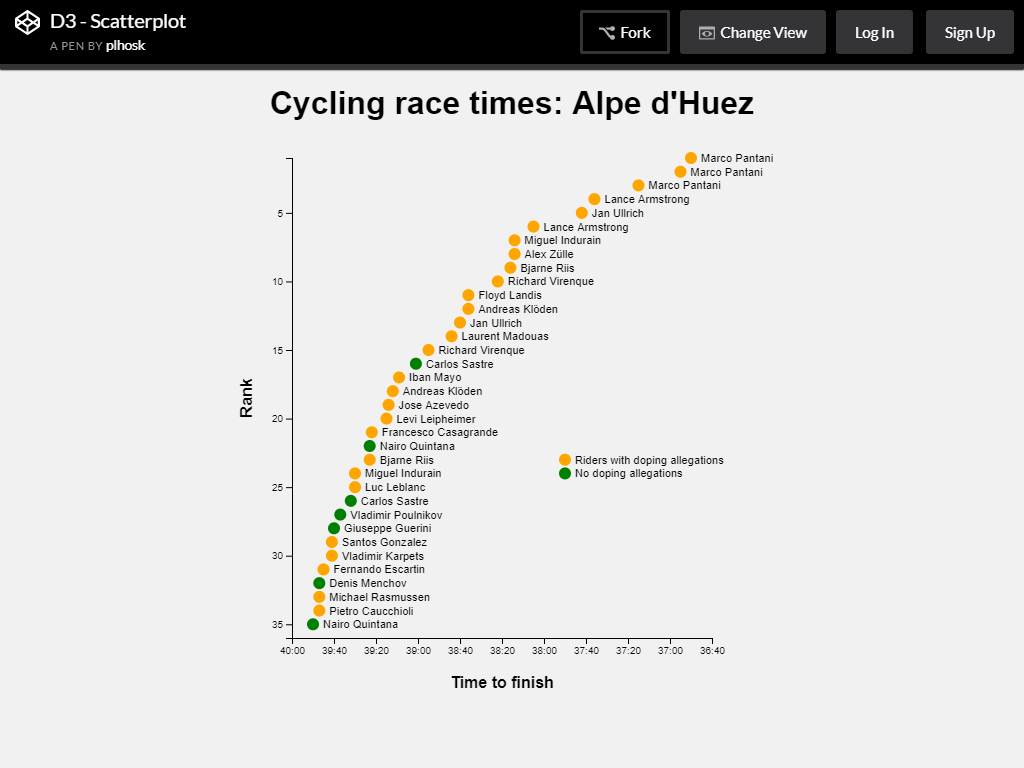 D3 - Scatterplot
A PEN BY plhosk
Fork
Change View
Log In
Sign Up
Cycling race times: Alpe d'Huez
Marco Pantani
Marco Pantani
Marco Pantani
Lance Armstrong
5
Jan Ullrich
Lance Armstrong
Miguel Indurain
Alex Zülle
Bjarne Riis
10
Richard Virenque
Floyd Landis
Andreas Klöden
Jan Ullrich
Laurent Madouas
15
Richard Virenque
Carlos Sastre
Iban Mayo
Andreas Klöden
Rank
Jose Azevedo
20
Levi Leipheimer
Francesco Casagrande
Nairo Quintana
Bjarne Riis
Riders with doping allegations
Miguel Indurain
No doping allegations
25
Luc Leblanc
Carlos Sastre
Vladimir Poulnikov
Giuseppe Guerini
Santos Gonzalez
30
Vladimir Karpets
Fernando Escartin
Denis Menchov
Michael Rasmussen
Pietro Caucchioli
35
Nairo Quintana
40:00 39:40 39:20 39:00 38:40 38:20 38:00 37:40 37:20 37:00 36:40
Time to finish